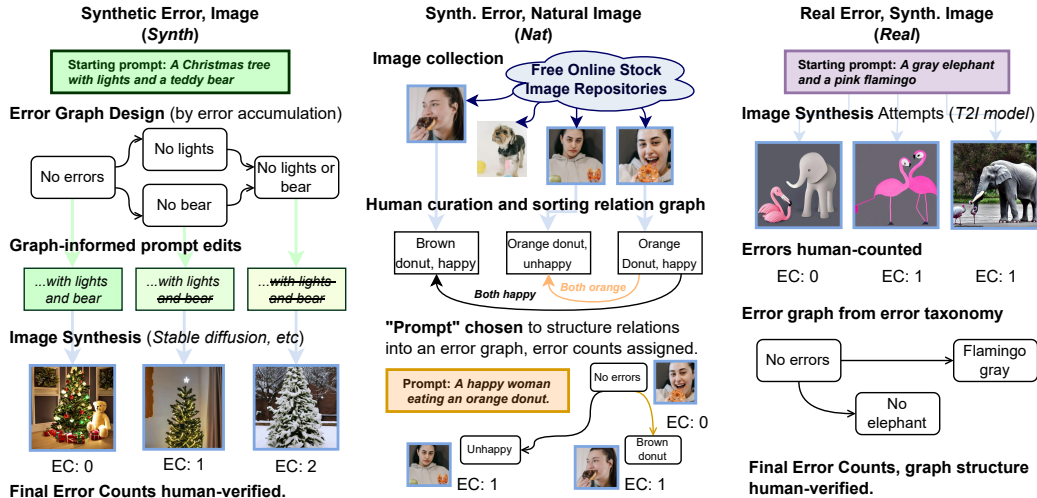 Synthetic Error, Image
(Synth)
Starting prompt: A Christmas tree
with lights and a teddy bear
Error Graph Design (by error accumulation)
No errors
No lights
No bear
No lights or
bear
Graph-informed prompt edits
...with lights
and bear
...with lights
and bear
...with lights
and bear
Image Synthesis (Stable diffusion, etc)
EC: 0
EC: 1
EC: 2
Final Error Counts human-verified.
Synth. Error, Natural Image
(Nat)
Image collection
Free Online Stock
Image Repositories
Human curation and sorting relation graph
Brown
donut, happy
Orange donut,
unhappy
Orange
Donut, happy
Both happy
Both orange
"Prompt" chosen to structure relations
into an error graph, error counts assigned.
Prompt: A happy woman
eating an orange donut.
No errors
EC: 0
Unhappy
Brown
donut
EC: 1
EC: 1
Real Error, Synth. Image
(Real)
Starting prompt: A gray elephant
and a pink flamingo
Image Synthesis Attempts (T2I model)
Errors human-counted
EC: 0
EC: 1
EC: 1
Error graph from error taxonomy
No errors
Flamingo
gray
No
elephant
Final Error Counts, graph structure
human-verified.